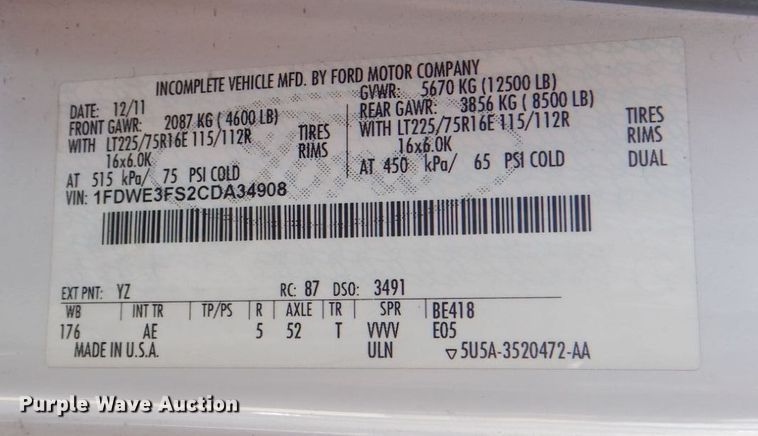 INCOMPLETE VEHICLE MFD. BY FORD MOTOR COMPANY
DATE: 12/11 GVWR: 5670 KG (12500 LB)
FRONT GAWR: 2087 KG (4600 LB) REAR GAWR: 3856 KG (8500 LB)
WITH LT225/75R16E 115/112R TIRES WITH LT225/75R16E 115/112R TIRES
16x6.0K RIMS 16x6.0K RIMS
AT 515 kPa/ 75 PSI COLD AT 450 kPa/ 65 PSI COLD DUAL
VIN: 1FDWE3FS2CDA34908
EXT PNT: YZ RC: 87 DSO: 3491
WB INT TR TP/PS R AXLE TR SPR BE418
176 AE 5 52 T VVVV E05
MADE IN U.S.A. ULN ▽5U5A-3520472-AA
Purple Wave Auction